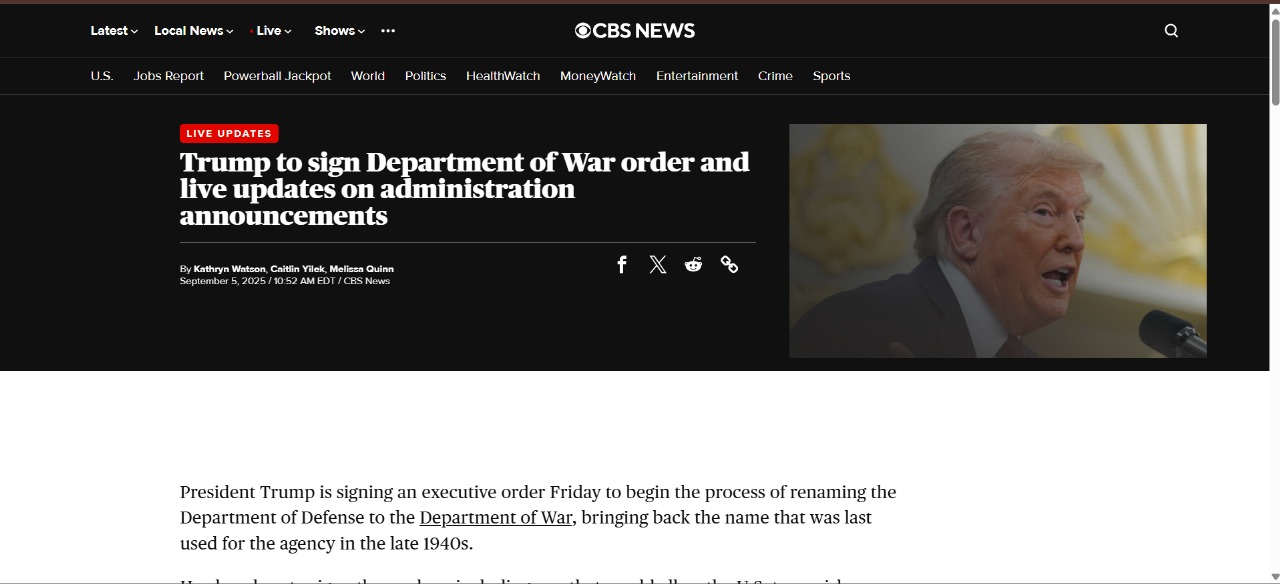 Latest Local News Live Shows
CBS NEWS
U.S. Jobs Report Powerball Jackpot World Politics HealthWatch MoneyWatch Entertainment Crime Sports
LIVE UPDATES
Trump to sign Department of War order and
live updates on administration
announcements
By Kathryn Watson, Caitlin Yilek, Melissa Quinn
September 5, 2025 / 10:52 AM EDT / CBS News
President Trump is signing an executive order Friday to begin the process of renaming the
Department of Defense to the Department of War, bringing back the name that was last
used for the agency in the late 1940s.